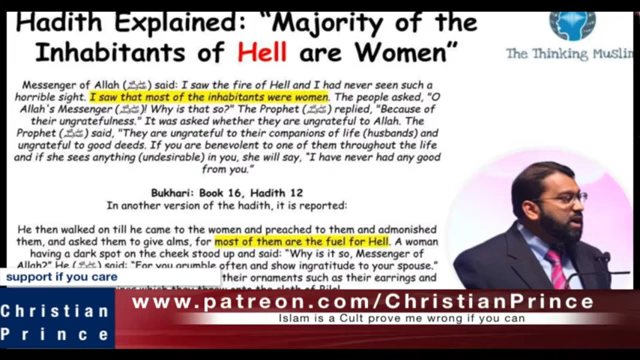 Hadith Explained: “Majority of the
Inhabitants of Hell are Women”
The Thinking Muslim
Messenger of Allah (ﷺ) said: I saw the fire of Hell and I had never seen such a
horrible sight. I saw that most of the inhabitants were women. The people asked, "O
Allah's Messenger (ﷺ)! Why is that so?" The Prophet (ﷺ) replied, "Because of
their ungratefulness." It was asked whether they are ungrateful to Allah. The
Prophet (ﷺ) said, "They are ungrateful to their companions of life (husbands) and
ungrateful to good deeds. If you are benevolent to one of them throughout the life
and if she sees anything (undesirable) in you, she will say, "I have never had any good
from you."
Bukhari: Book 16, Hadith 12
In another version of the hadith, it is reported:
He then walked on till he came to the women and preached to them and admonished
them, and asked them to give alms, for most of them are the fuel for Hell. A woman
having a dark spot on the cheek stood up and said: "Why is it so, Messenger of
Allah?" He (ﷺ) said: "For you grumble often and show ingratitude to your spouse."
support if you care
their ornaments such as their earrings and
Christian
Prince
www.patreon.com/ChristianPrince
Islam is a Cult prove me wrong if you can